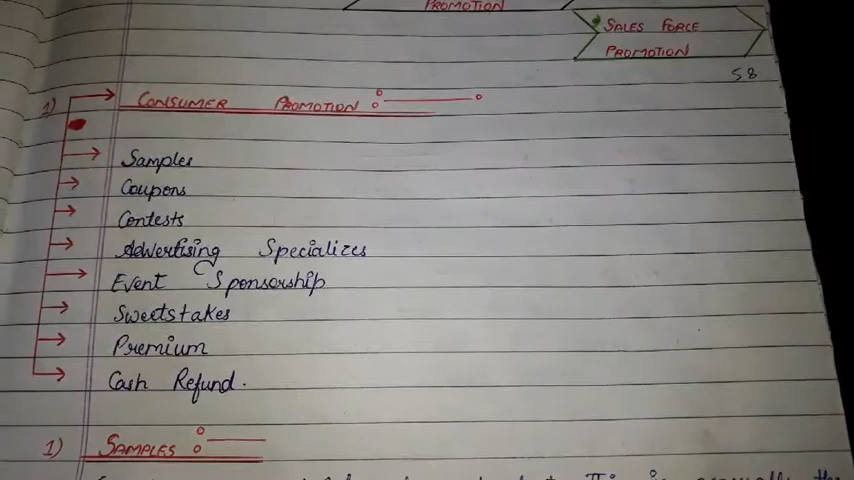 PROMOTION
SALES FORCE
PROMOTION
58
1) CONSUMER PROMOTION
Samples
Coupons
Contests
Advertising Specializes
Event Sponsorship
Sweetstakes
Premium
Cash Refund.
1) SAMPLES